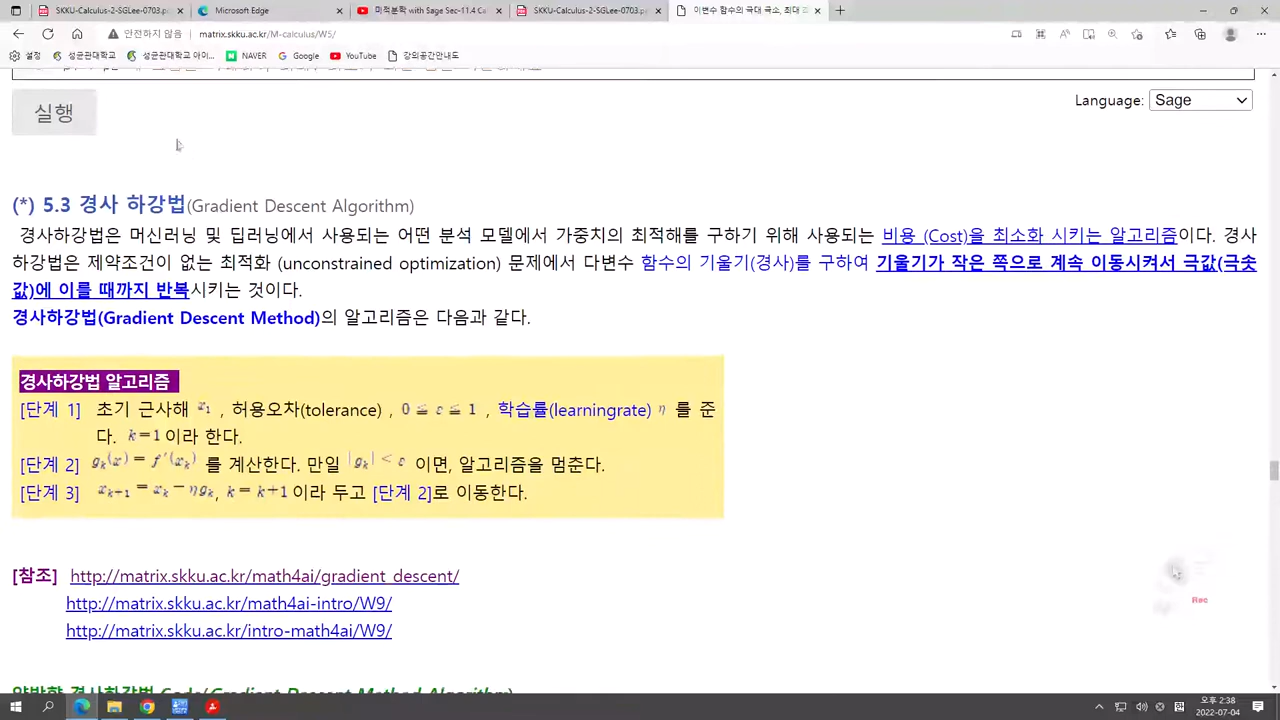 SKKU-Calculus-2-SGLee-0703.p
Microsoft Edge
미적분학 with Sage Sec-11.4 C
SKKU-Calculus-2-SGLee-0703.p
이변수 함수의 극대 극소, 최대
안전하지 않음
matrix.skku.ac.kr/M-calculus/W5/
설정
성균관대학교
성균관대학교 아이...
NAVER
Google
YouTube
강의공간안내도
실행
Language: Sage
(*) 5.3 경사 하강법(Gradient Descent Algorithm)
경사하강법은 머신러닝 및 딥러닝에서 사용되는 어떤 분석 모델에서 가중치의 최적해를 구하기 위해 사용되는 비용 (Cost)을 최소화 시키는 알고리즘이다. 경사
하강법은 제약조건이 없는 최적화 (unconstrained optimization) 문제에서 다변수 함수의 기울기(경사)를 구하여 기울기가 작은 쪽으로 계속 이동시켜서 극값(극솟
값)에 이를 때까지 반복시키는 것이다.
경사하강법(Gradient Descent Method)의 알고리즘은 다음과 같다.
경사하강법 알고리즘
[단계 1] 초기 근사해 x₁ , 허용오차(tolerance) , 0 ≤ ε ≤ 1 , 학습률(learningrate) η 를 준
다. k=1 이라 한다.
[단계 2] gₖ(x) = f′(xₖ) 를 계산한다. 만일 |gₖ| < ε 이면, 알고리즘을 멈춘다.
[단계 3] xₖ₊₁ = xₖ − ηgₖ, k = k+1 이라 두고 [단계 2]로 이동한다.
[참조] http://matrix.skku.ac.kr/math4ai/gradient_descent/
http://matrix.skku.ac.kr/math4ai-intro/W9/
http://matrix.skku.ac.kr/intro-math4ai/W9/
Rec
Code(Gradient Descent Method Algorithm)
오후 2:38
2022-07-04